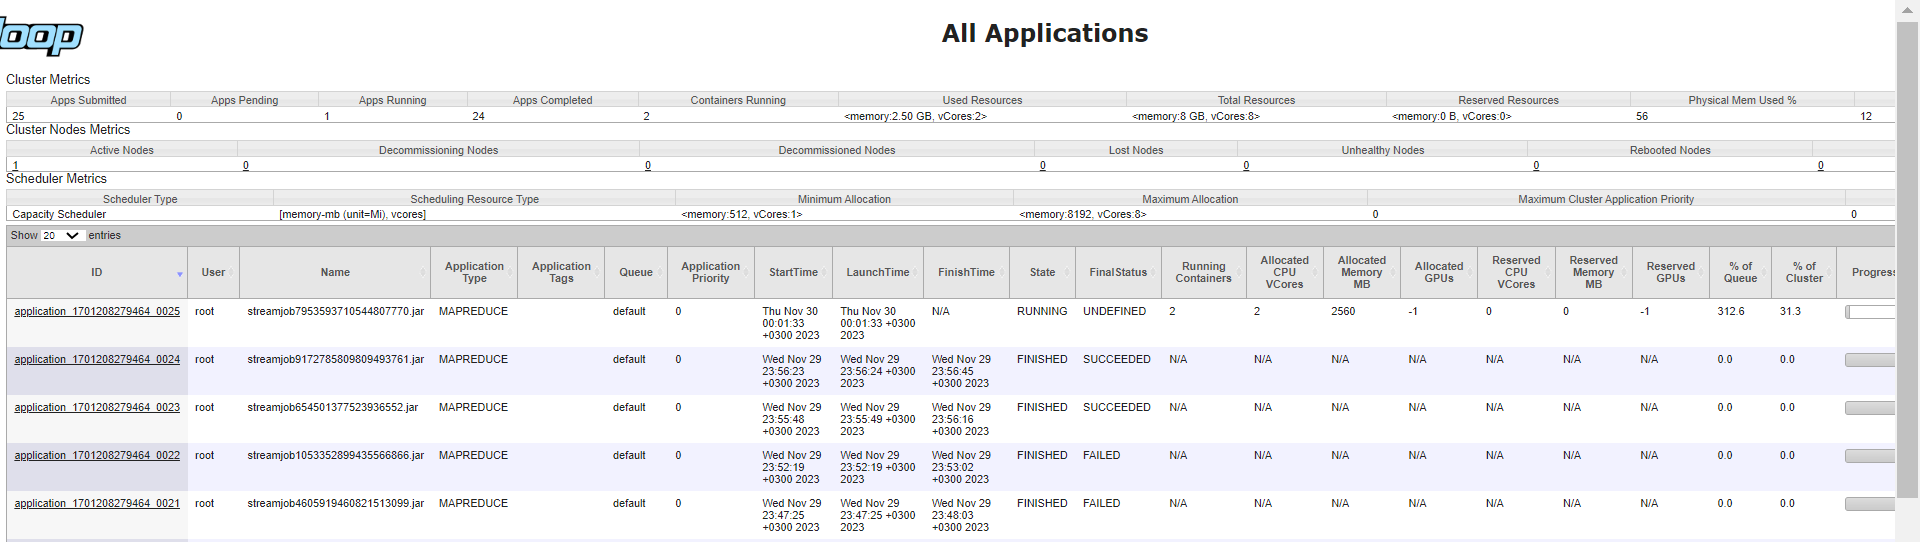 loop
All Applications
Cluster Metrics
Apps Submitted Apps Pending Apps Running Apps Completed Containers Running Used Resources Total Resources Reserved Resources Physical Mem Used %
25 0 1 24 2 <memory:2.50 GB, vCores:2> <memory:8 GB, vCores:8> <memory:0 B, vCores:0> 56 12
Cluster Nodes Metrics
Active Nodes Decommissioning Nodes Decommissioned Nodes Lost Nodes Unhealthy Nodes Rebooted Nodes
1 0 0 0 0 0 0
Scheduler Metrics
Scheduler Type Scheduling Resource Type Minimum Allocation Maximum Allocation Maximum Cluster Application Priority
Capacity Scheduler [memory-mb (unit=Mi), vcores] <memory:512, vCores:1> <memory:8192, vCores:8> 0 0
Show 20 entries
ID User Name Application Type Application Tags Queue Application Priority StartTime LaunchTime FinishTime State FinalStatus Running Containers Allocated CPU VCores Allocated Memory MB Allocated GPUs Reserved CPU VCores Reserved Memory MB Reserved GPUs % of Queue % of Cluster Progress
application_1701208279464_0025 root streamjob7953593710544807770.jar MAPREDUCE default 0 Thu Nov 30 00:01:33 +0300 2023 Thu Nov 30 00:01:33 +0300 2023 N/A RUNNING UNDEFINED 2 2 2560 -1 0 0 -1 312.6 31.3
application_1701208279464_0024 root streamjob9172785809809493761.jar MAPREDUCE default 0 Wed Nov 29 23:56:23 +0300 2023 Wed Nov 29 23:56:24 +0300 2023 Wed Nov 29 23:56:45 +0300 2023 FINISHED SUCCEEDED N/A N/A N/A N/A N/A N/A N/A 0.0 0.0
application_1701208279464_0023 root streamjob654501377523936552.jar MAPREDUCE default 0 Wed Nov 29 23:55:48 +0300 2023 Wed Nov 29 23:55:49 +0300 2023 Wed Nov 29 23:56:16 +0300 2023 FINISHED SUCCEEDED N/A N/A N/A N/A N/A N/A N/A 0.0 0.0
application_1701208279464_0022 root streamjob1053352899435566866.jar MAPREDUCE default 0 Wed Nov 29 23:52:19 +0300 2023 Wed Nov 29 23:52:19 +0300 2023 Wed Nov 29 23:53:02 +0300 2023 FINISHED FAILED N/A N/A N/A N/A N/A N/A N/A 0.0 0.0
application_1701208279464_0021 root streamjob4605919460821513099.jar MAPREDUCE default 0 Wed Nov 29 23:47:25 +0300 2023 Wed Nov 29 23:47:25 +0300 2023 Wed Nov 29 23:48:03 +0300 2023 FINISHED FAILED N/A N/A N/A N/A N/A N/A N/A 0.0 0.0